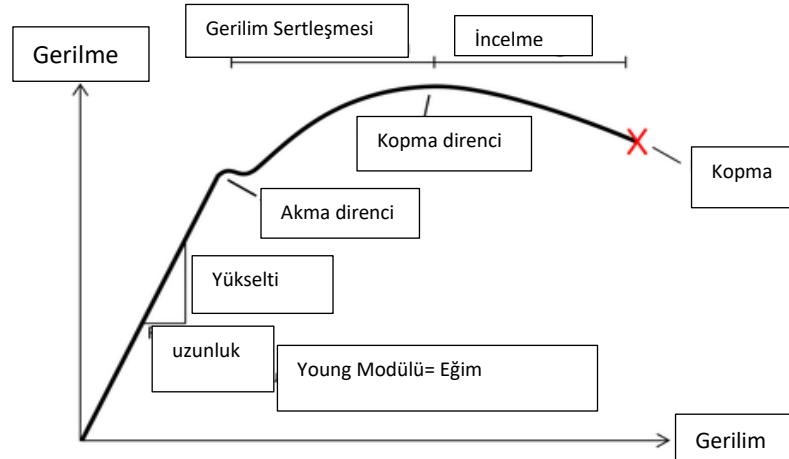 Gerilim Sertleşmesi
İncelme
Gerilme
Kopma direnci
Kopma
Akma direnci
Yükselti
uzunluk
Young Modülü= Eğim
Gerilim